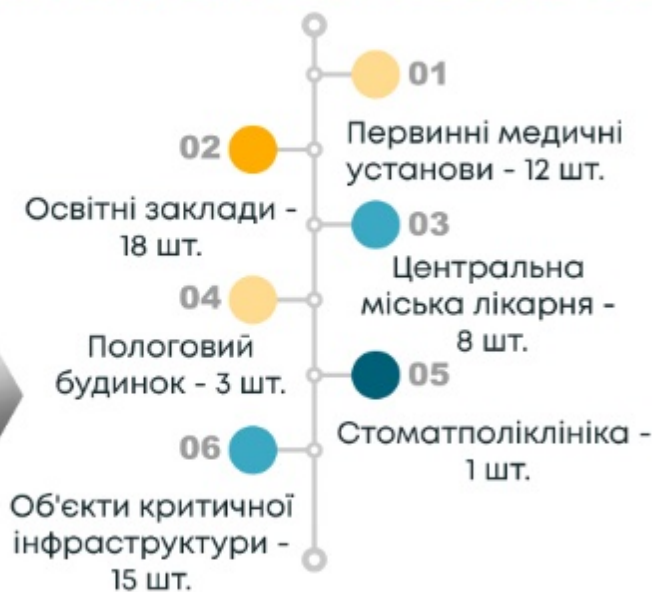 01
Первинні медичні
установи - 12 шт.
02
Освітні заклади -
18 шт.
03
Центральна
міська лікарня -
8 шт.
04
Пологовий
будинок - 3 шт.
05
Стоматполіклініка -
1 шт.
06
Об'єкти критичної
інфраструктури -
15 шт.